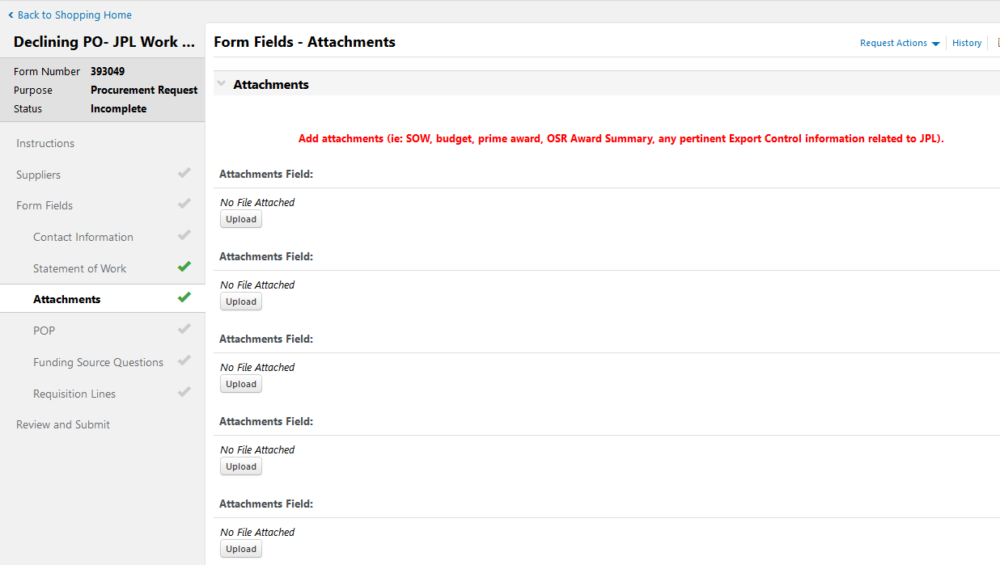 Back to Shopping Home
Declining PO- JPL Work ...
Form Number 393049
Purpose Procurement Request
Status Incomplete
Instructions
Suppliers
Form Fields
Contact Information
Statement of Work
Attachments
POP
Funding Source Questions
Requisition Lines
Review and Submit
Form Fields - Attachments
Request Actions
History
Attachments
Add attachments (ie: SOW, budget, prime award, OSR Award Summary, any pertinent Export Control information related to JPL).
Attachments Field:
No File Attached
Upload
Attachments Field:
No File Attached
Upload
Attachments Field:
No File Attached
Upload
Attachments Field:
No File Attached
Upload
Attachments Field:
No File Attached
Upload